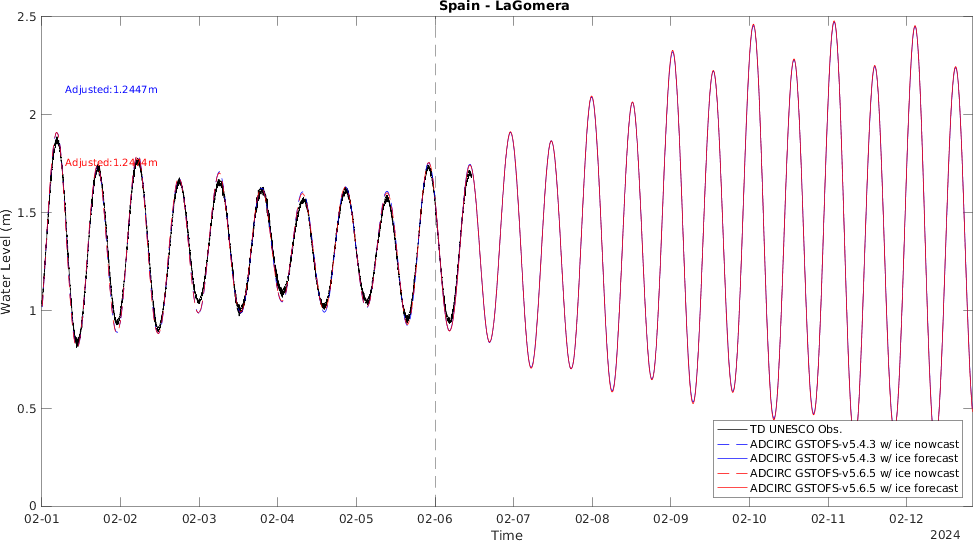 Spain - LaGomera
2.5
2
1.5
1
0.5
0
Water Level (m)
Adjusted:1.2447m
TD UNESCO Obs.
ADCIRC GSTOFS-v5.4.3 w/ ice nowcast
ADCIRC GSTOFS-v5.4.3 w/ ice forecast
ADCIRC GSTOFS-v5.6.5 w/ ice nowcast
ADCIRC GSTOFS-v5.6.5 w/ ice forecast
02-01 02-02 02-03 02-04 02-05 02-06 02-07 02-08 02-09 02-10 02-11 02-12
Time
2024